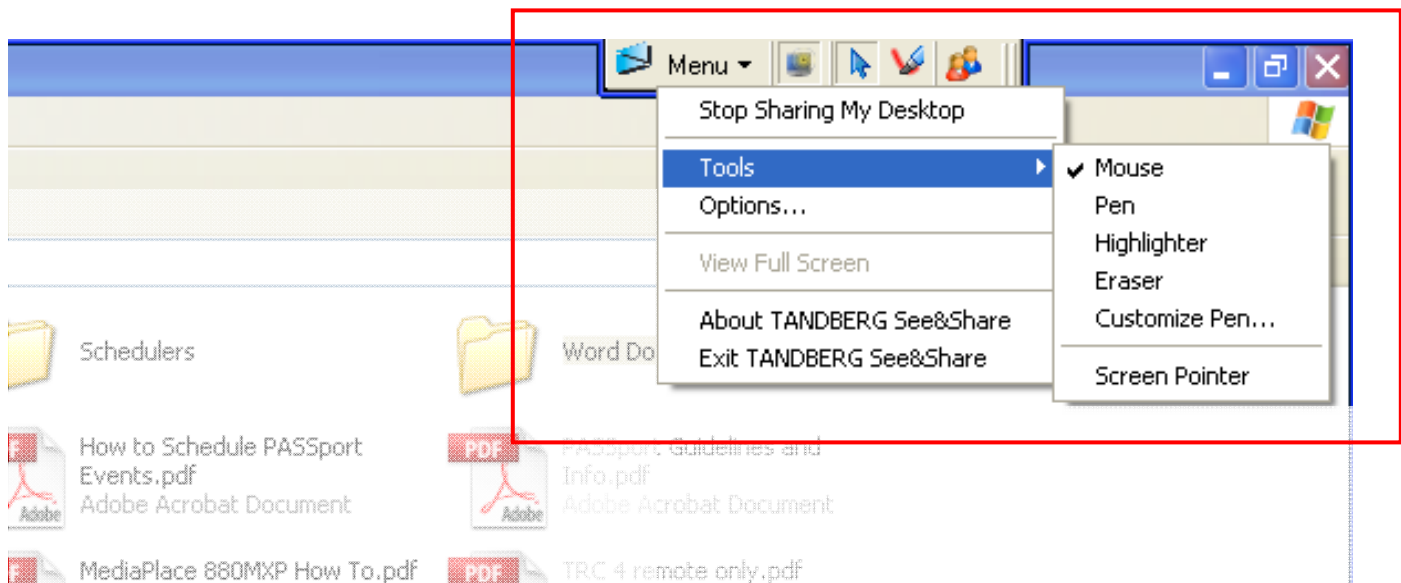 Menu
Stop Sharing My Desktop
Tools
Options...
View Full Screen
About TANDBERG See&Share
Exit TANDBERG See&Share
Mouse
Pen
Highlighter
Eraser
Customize Pen...
Screen Pointer
Schedulers
Word Do
How to Schedule PASSport
Events.pdf
Adobe Acrobat Document
PDF
Adobe
PASSport Guidelines and
Info.pdf
Adobe Acrobat Document
Adobe
MediaPlace 880MXP How To.pdf
PDF
TRC 4 remote only.pdf